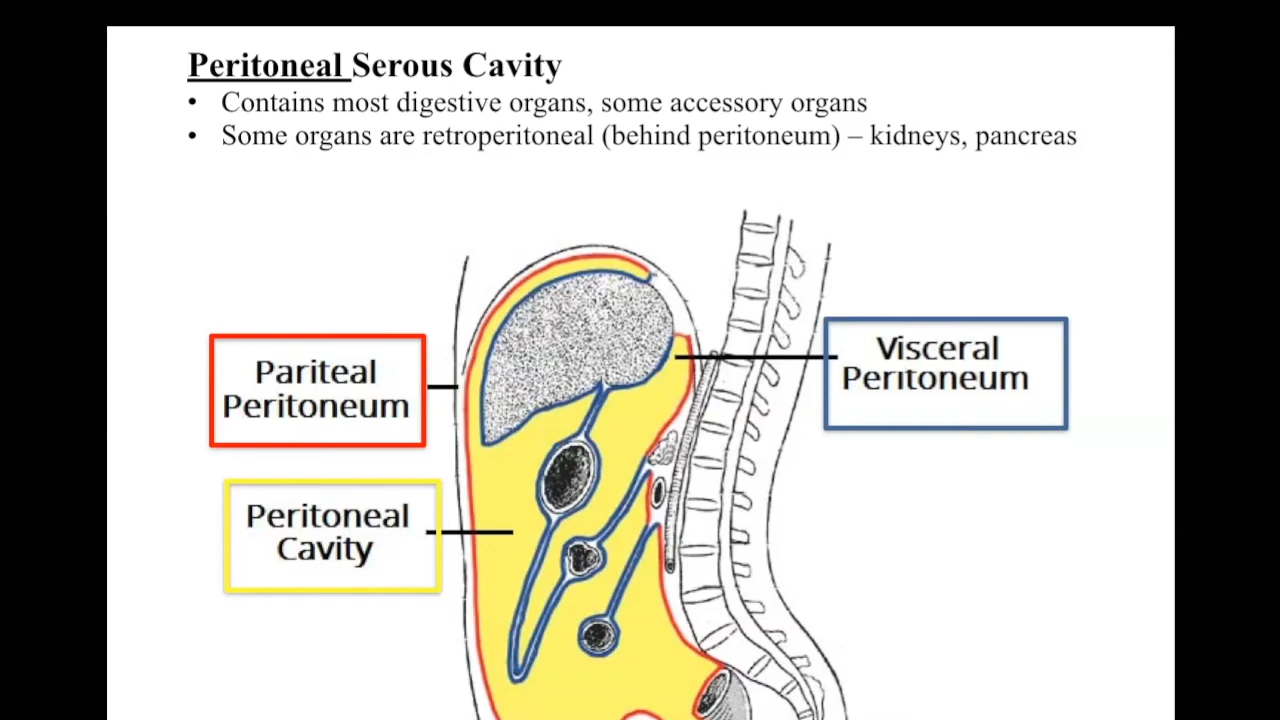 Peritoneal Serous Cavity
• Contains most digestive organs, some accessory organs
• Some organs are retroperitoneal (behind peritoneum) – kidneys, pancreas
Pariteal
Peritoneum
Visceral
Peritoneum
Peritoneal
Cavity